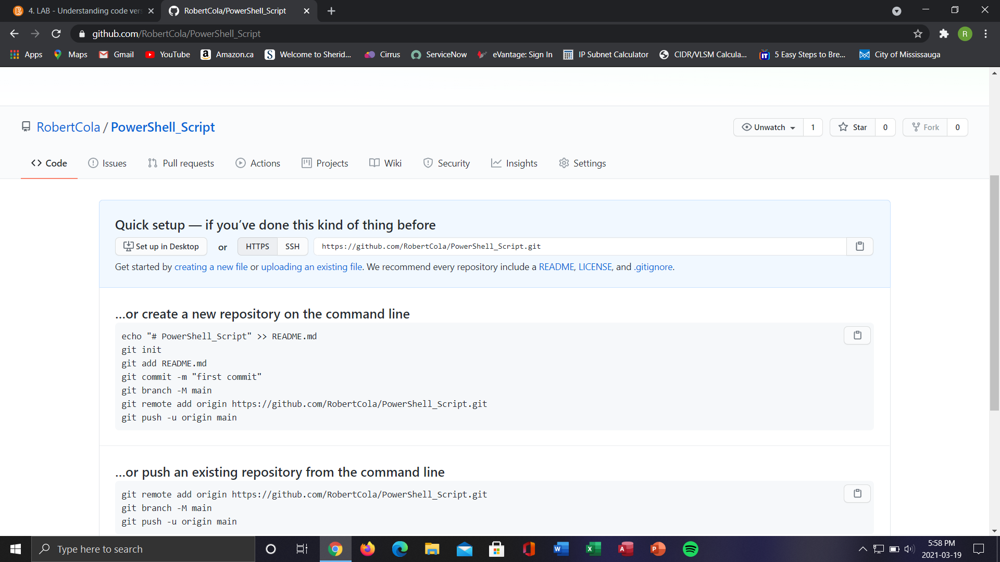 4. LAB - Understanding code ver
RobertCola/PowerShell_Script
github.com/RobertCola/PowerShell_Script
R
Apps Maps Gmail YouTube Amazon.ca Welcome to Sherid... Cirrus ServiceNow eVantage: Sign In IP Subnet Calculator CIDR/VLSM Calcula... 5 Easy Steps to Bre... City of Mississauga
RobertCola / PowerShell_Script
Unwatch 1 Star 0 Fork 0
Code Issues Pull requests Actions Projects Wiki Security Insights Settings
Quick setup — if you’ve done this kind of thing before
Set up in Desktop or HTTPS SSH https://github.com/RobertCola/PowerShell_Script.git
Get started by creating a new file or uploading an existing file. We recommend every repository include a README, LICENSE, and .gitignore.
…or create a new repository on the command line
echo "# PowerShell_Script" >> README.md
git init
git add README.md
git commit -m "first commit"
git branch -M main
git remote add origin https://github.com/RobertCola/PowerShell_Script.git
git push -u origin main
…or push an existing repository from the command line
git remote add origin https://github.com/RobertCola/PowerShell_Script.git
git branch -M main
git push -u origin main
Type here to search
5:58 PM
2021-03-19